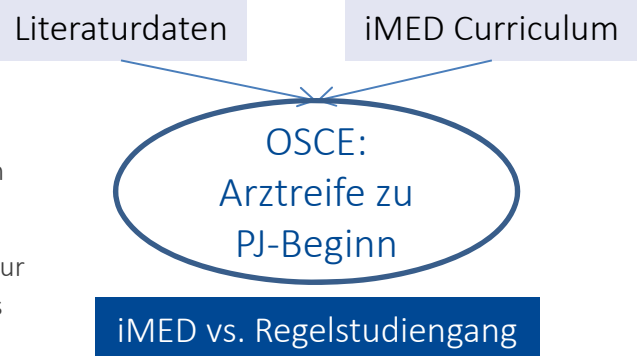 Literaturdaten
iMED Curriculum
OSCE:
Arztreife zu
PJ-Beginn
iMED vs. Regelstudiengang